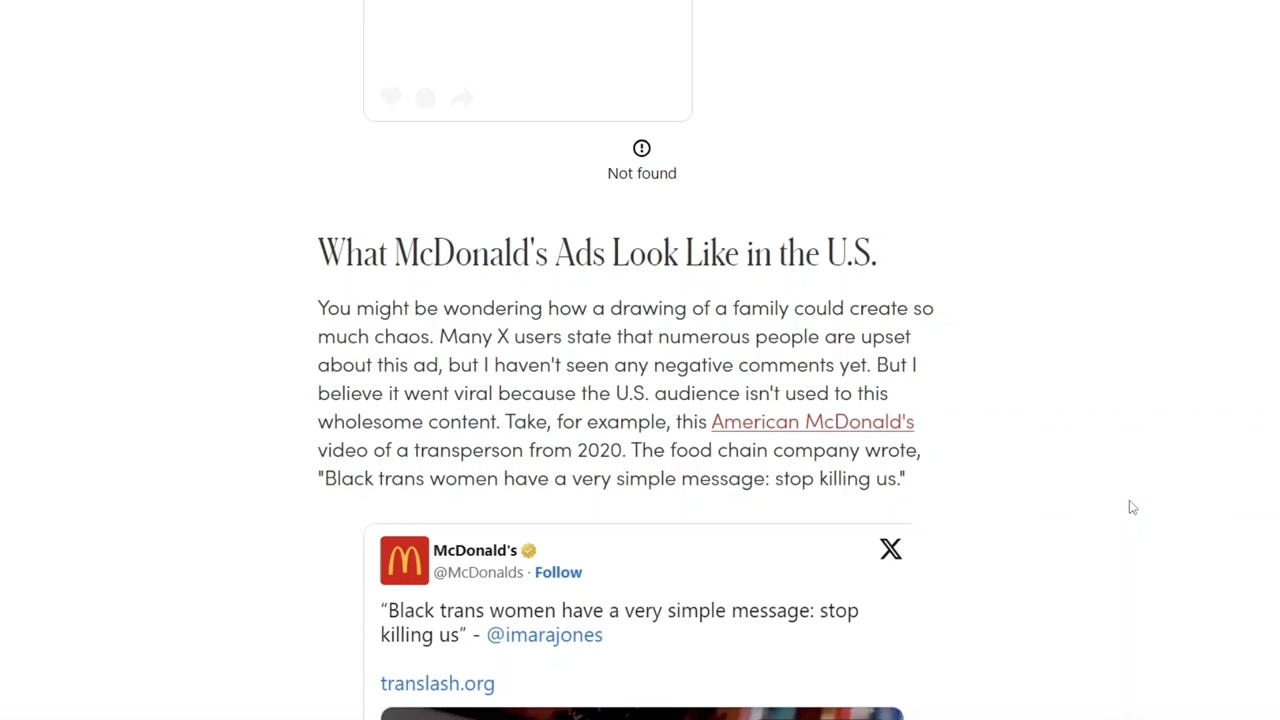 Not found
What McDonald's Ads Look Like in the U.S.
You might be wondering how a drawing of a family could create so
much chaos. Many X users state that numerous people are upset
about this ad, but I haven't seen any negative comments yet. But I
believe it went viral because the U.S. audience isn't used to this
wholesome content. Take, for example, this American McDonald's
video of a transperson from 2020. The food chain company wrote,
"Black trans women have a very simple message: stop killing us."
McDonald's
@McDonalds · Follow
“Black trans women have a very simple message: stop
killing us” - @imarajones
translash.org